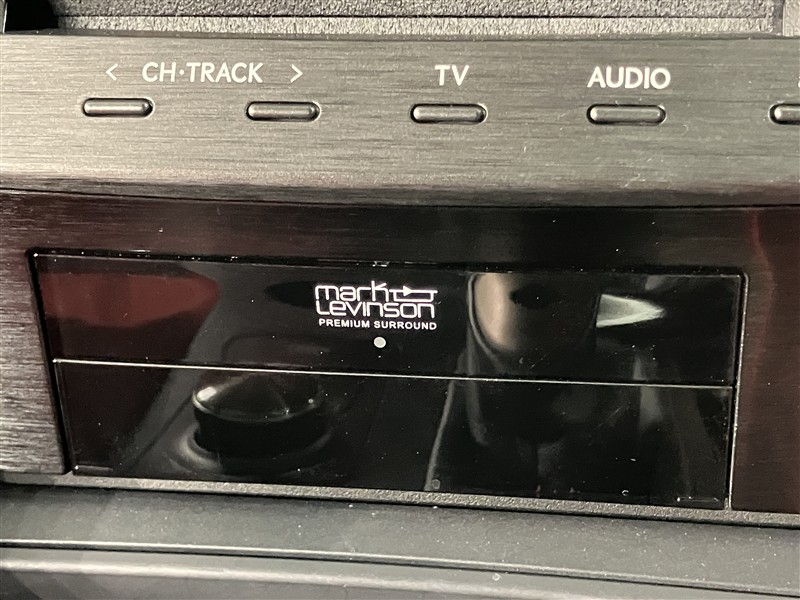 < CH·TRACK >
TV
AUDIO
mark
Levinson
PREMIUM SURROUND